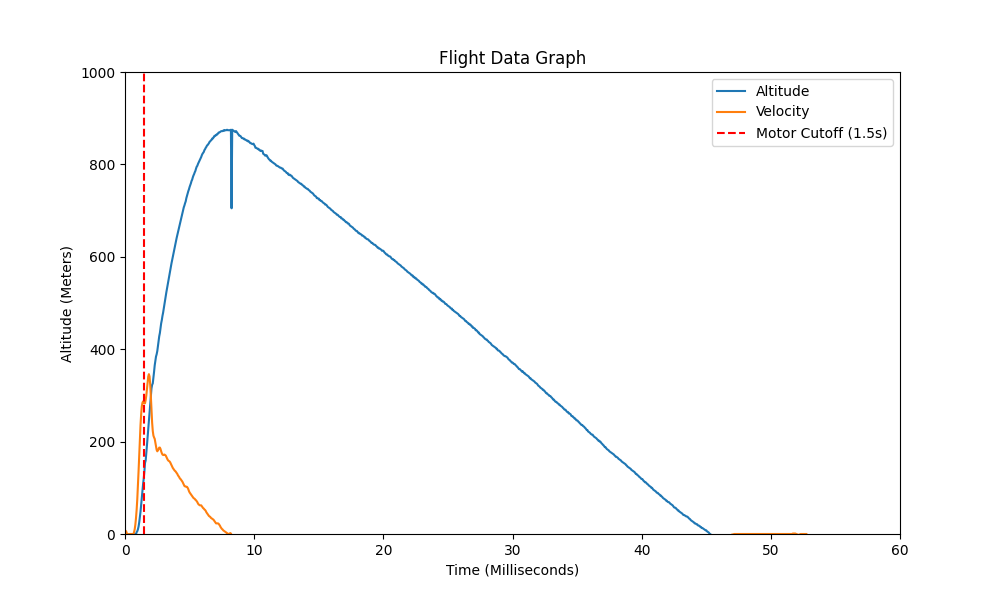 Flight Data Graph
Altitude
Velocity
Motor Cutoff (1.5s)
1000
800
600
400
200
0
Altitude (Meters)
0 10 20 30 40 50 60
Time (Milliseconds)